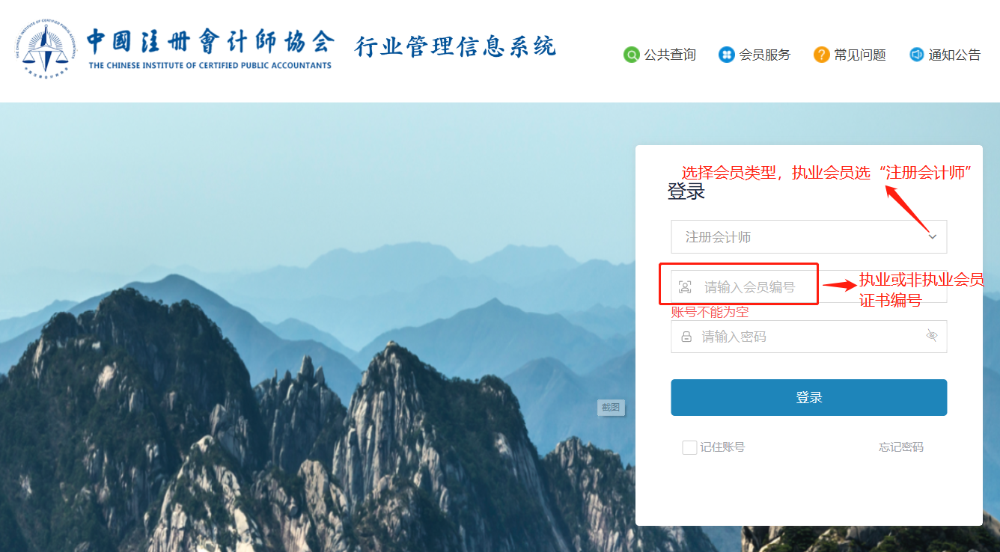 中國注册會计師協会
THE CHINESE INSTITUTE OF CERTIFIED PUBLIC ACCOUNTANTS
行业管理信息系统
公共查询
会员服务
常见问题
通知公告
选择会员类型，执业会员选“注册会计师”
登录
注册会计师
请输入会员编号
执业或非执业会员
证书编号
账号不能为空
请输入密码
登录
截图
记住账号
忘记密码